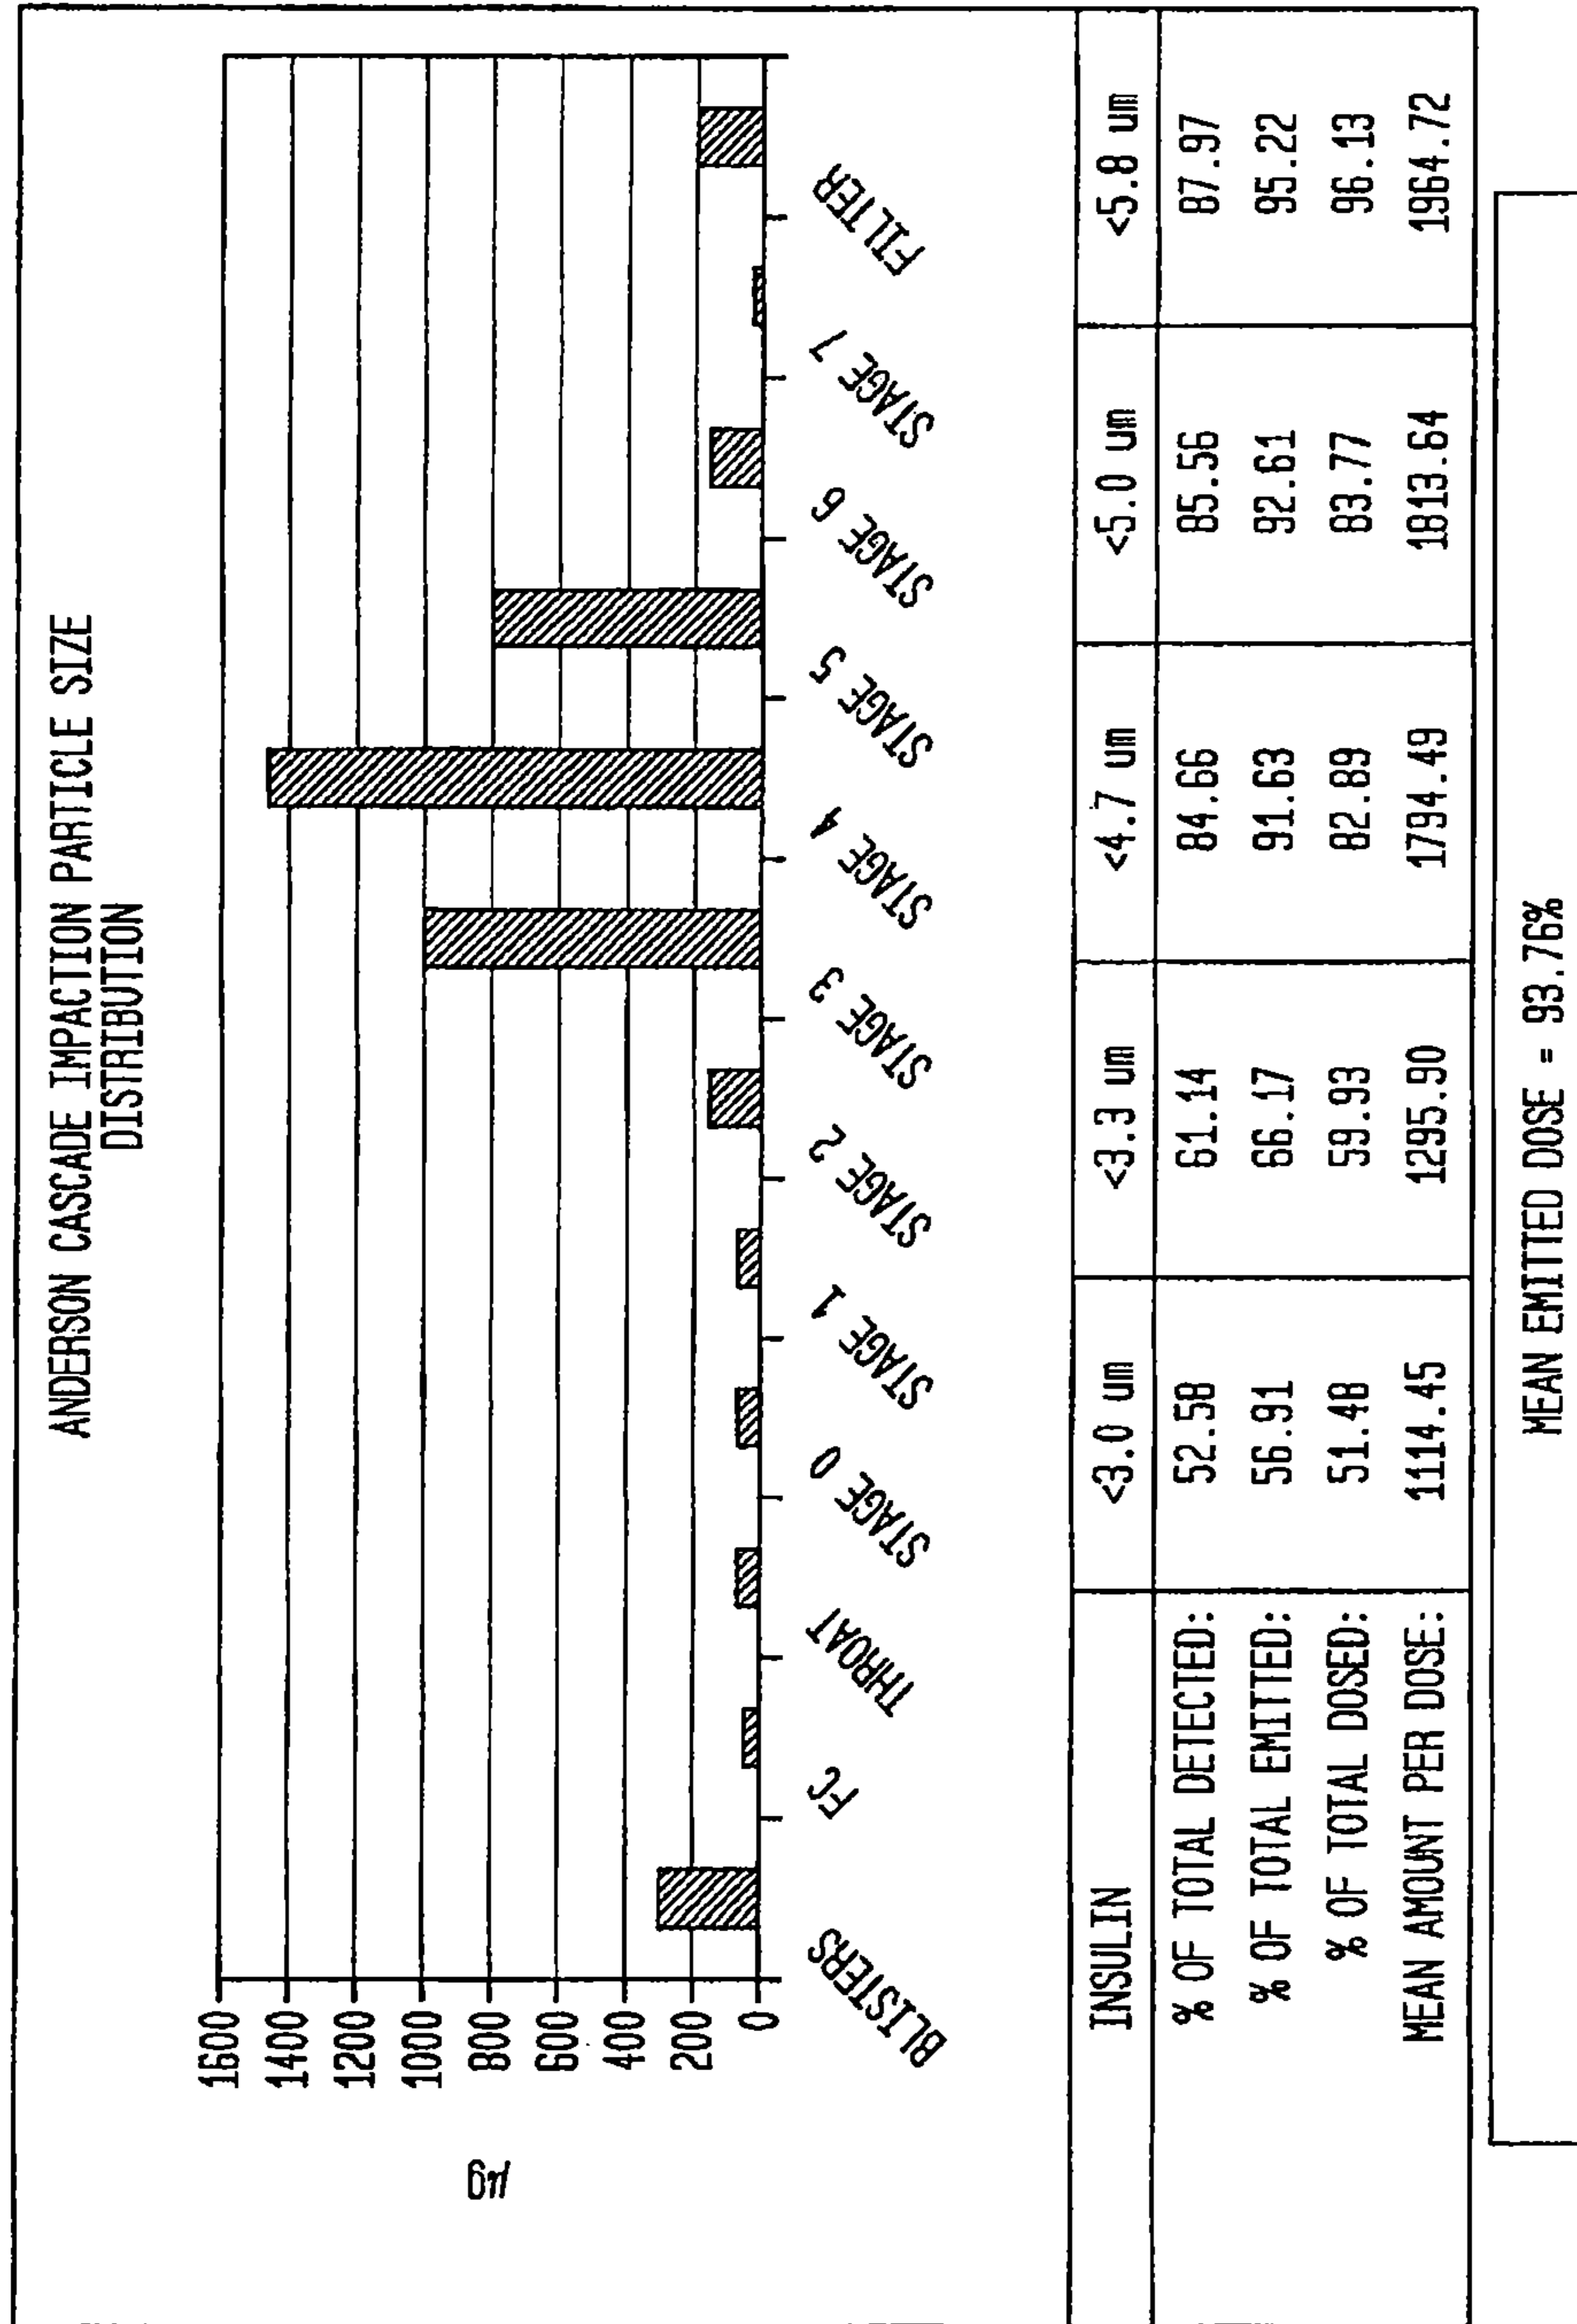 ANDERSON CASCADE IMPACTION PARTICLE SIZE
DISTRIBUTION
µg
1600
1400
1200
1000
800
600
400
200
0
BLISTERS
FC
THROAT
STAGE 0
STAGE 1
STAGE 2
STAGE 3
STAGE 4
STAGE 5
STAGE 6
STAGE 7
FILTER
INSULIN <3.0 um <3.3 um <4.7 um <5.0 um <5.8 um
% OF TOTAL DETECTED: 52.58 61.14 84.66 85.56 87.97
% OF TOTAL EMITTED: 56.91 66.17 91.63 92.61 95.22
% OF TOTAL DOSED: 51.48 59.93 82.89 83.77 96.13
MEAN AMOUNT PER DOSE: 1114.45 1295.90 1794.49 1813.64 1964.72
MEAN EMITTED DOSE = 93.76%